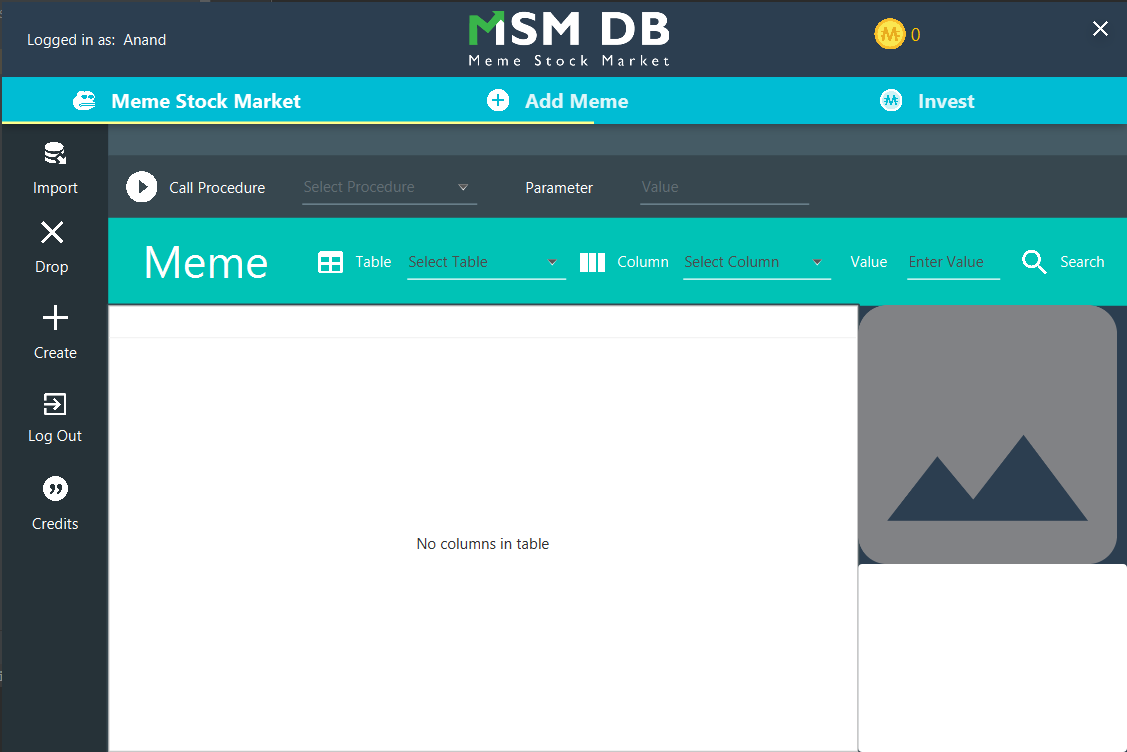 Logged in as: Anand
MSM DB
Meme Stock Market
0
Meme Stock Market
Add Meme
Invest
Import
Call Procedure Select Procedure Parameter Value
Drop
Meme Table Select Table Column Select Column Value Enter Value Search
Create
Log Out
Credits
No columns in table